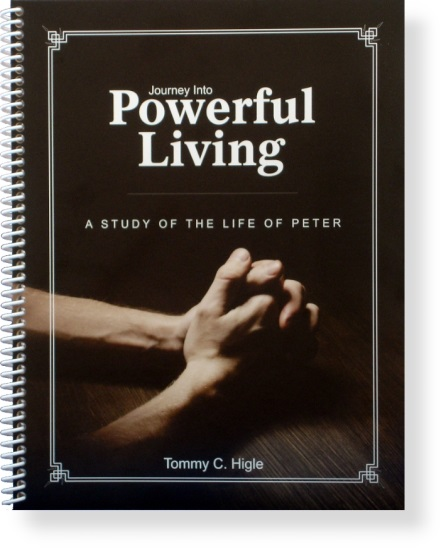 Journey Into
Powerful
Living
A STUDY OF THE LIFE OF PETER
Tommy C. Higle